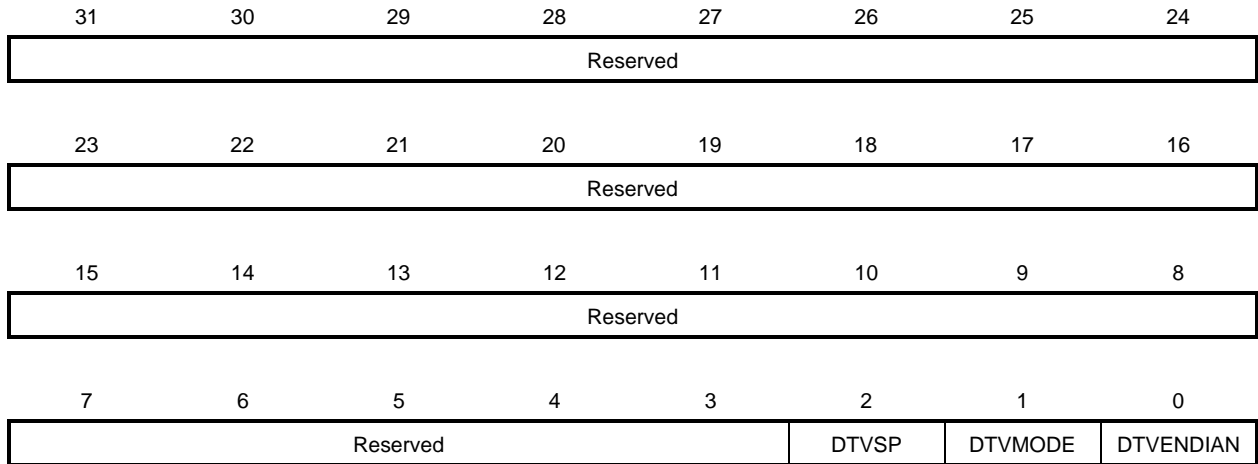 31 30 29 28 27 26 25 24
Reserved
23 22 21 20 19 18 17 16
Reserved
15 14 13 12 11 10 9 8
Reserved
7 6 5 4 3 2 1 0
Reserved DTVSP DTVMODE DTVENDIAN